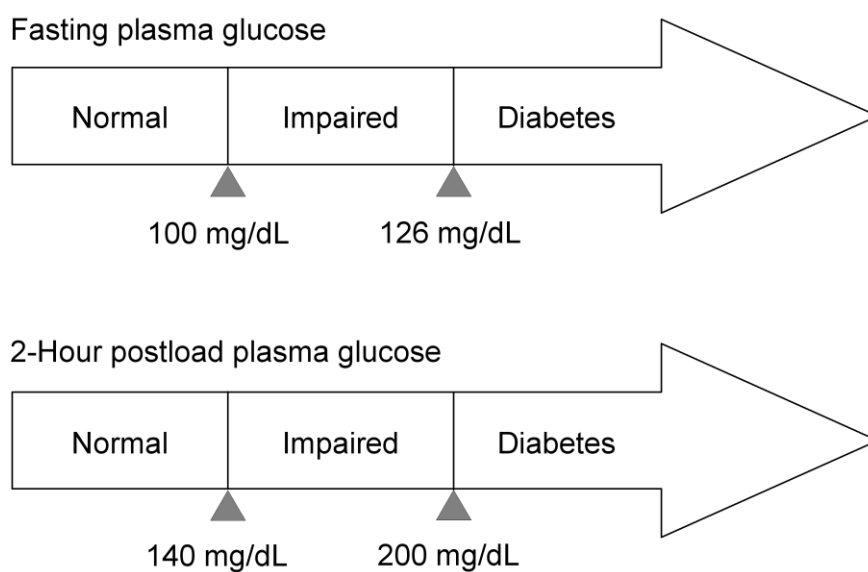 Fasting plasma glucose
Normal Impaired Diabetes
100 mg/dL 126 mg/dL
2-Hour postload plasma glucose
Normal Impaired Diabetes
140 mg/dL 200 mg/dL